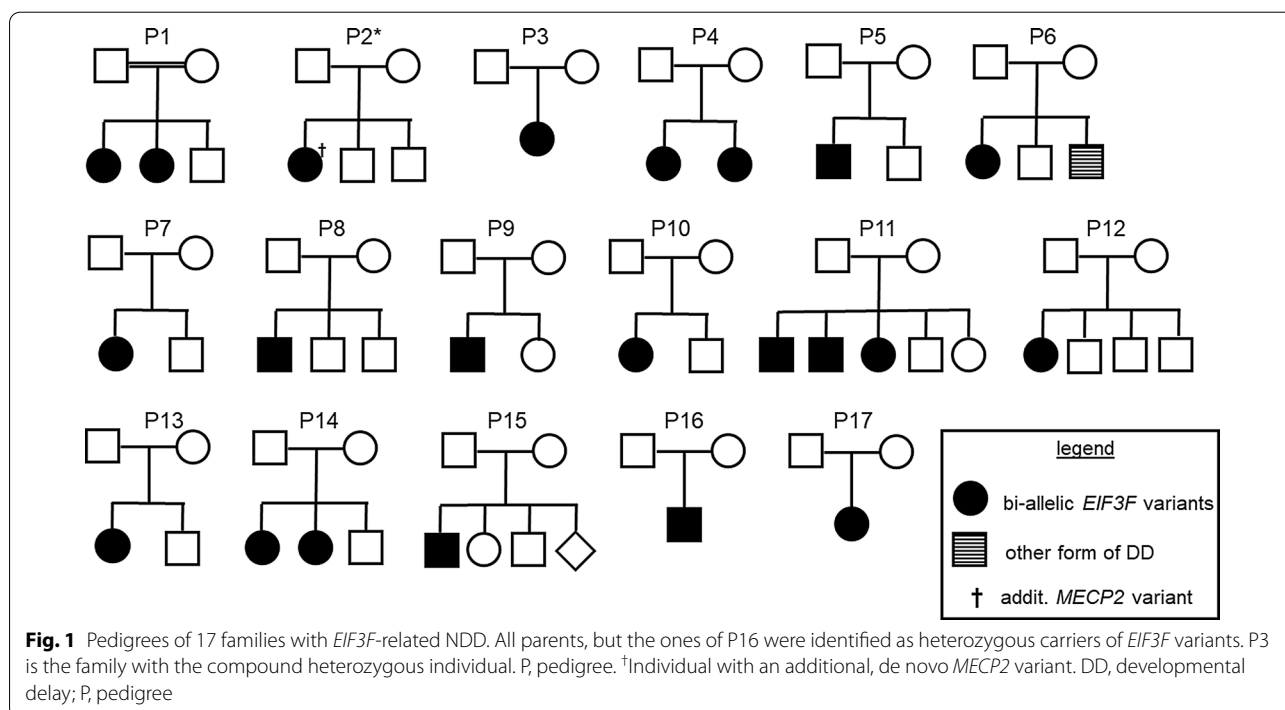 P1 P2* P3 P4 P5 P6
†
P7 P8 P9 P10 P11 P12
P13 P14 P15 P16 P17
legend
bi-allelic EIF3F variants
other form of DD
† addit. MECP2 variant
Fig. 1 Pedigrees of 17 families with EIF3F-related NDD. All parents, but the ones of P16 were identified as heterozygous carriers of EIF3F variants. P3
is the family with the compound heterozygous individual. P, pedigree. †Individual with an additional, de novo MECP2 variant. DD, developmental
delay; P, pedigree